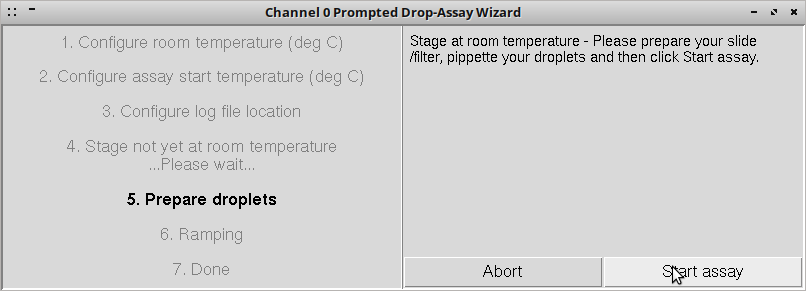 Channel 0 Prompted Drop-Assay Wizard
1. Configure room temperature (deg C)
2. Configure assay start temperature (deg C)
3. Configure log file location
4. Stage not yet at room temperature
...Please wait...
5. Prepare droplets
6. Ramping
7. Done
Stage at room temperature - Please prepare your slide
/filter, pippette your droplets and then click Start assay.
Abort
Start assay